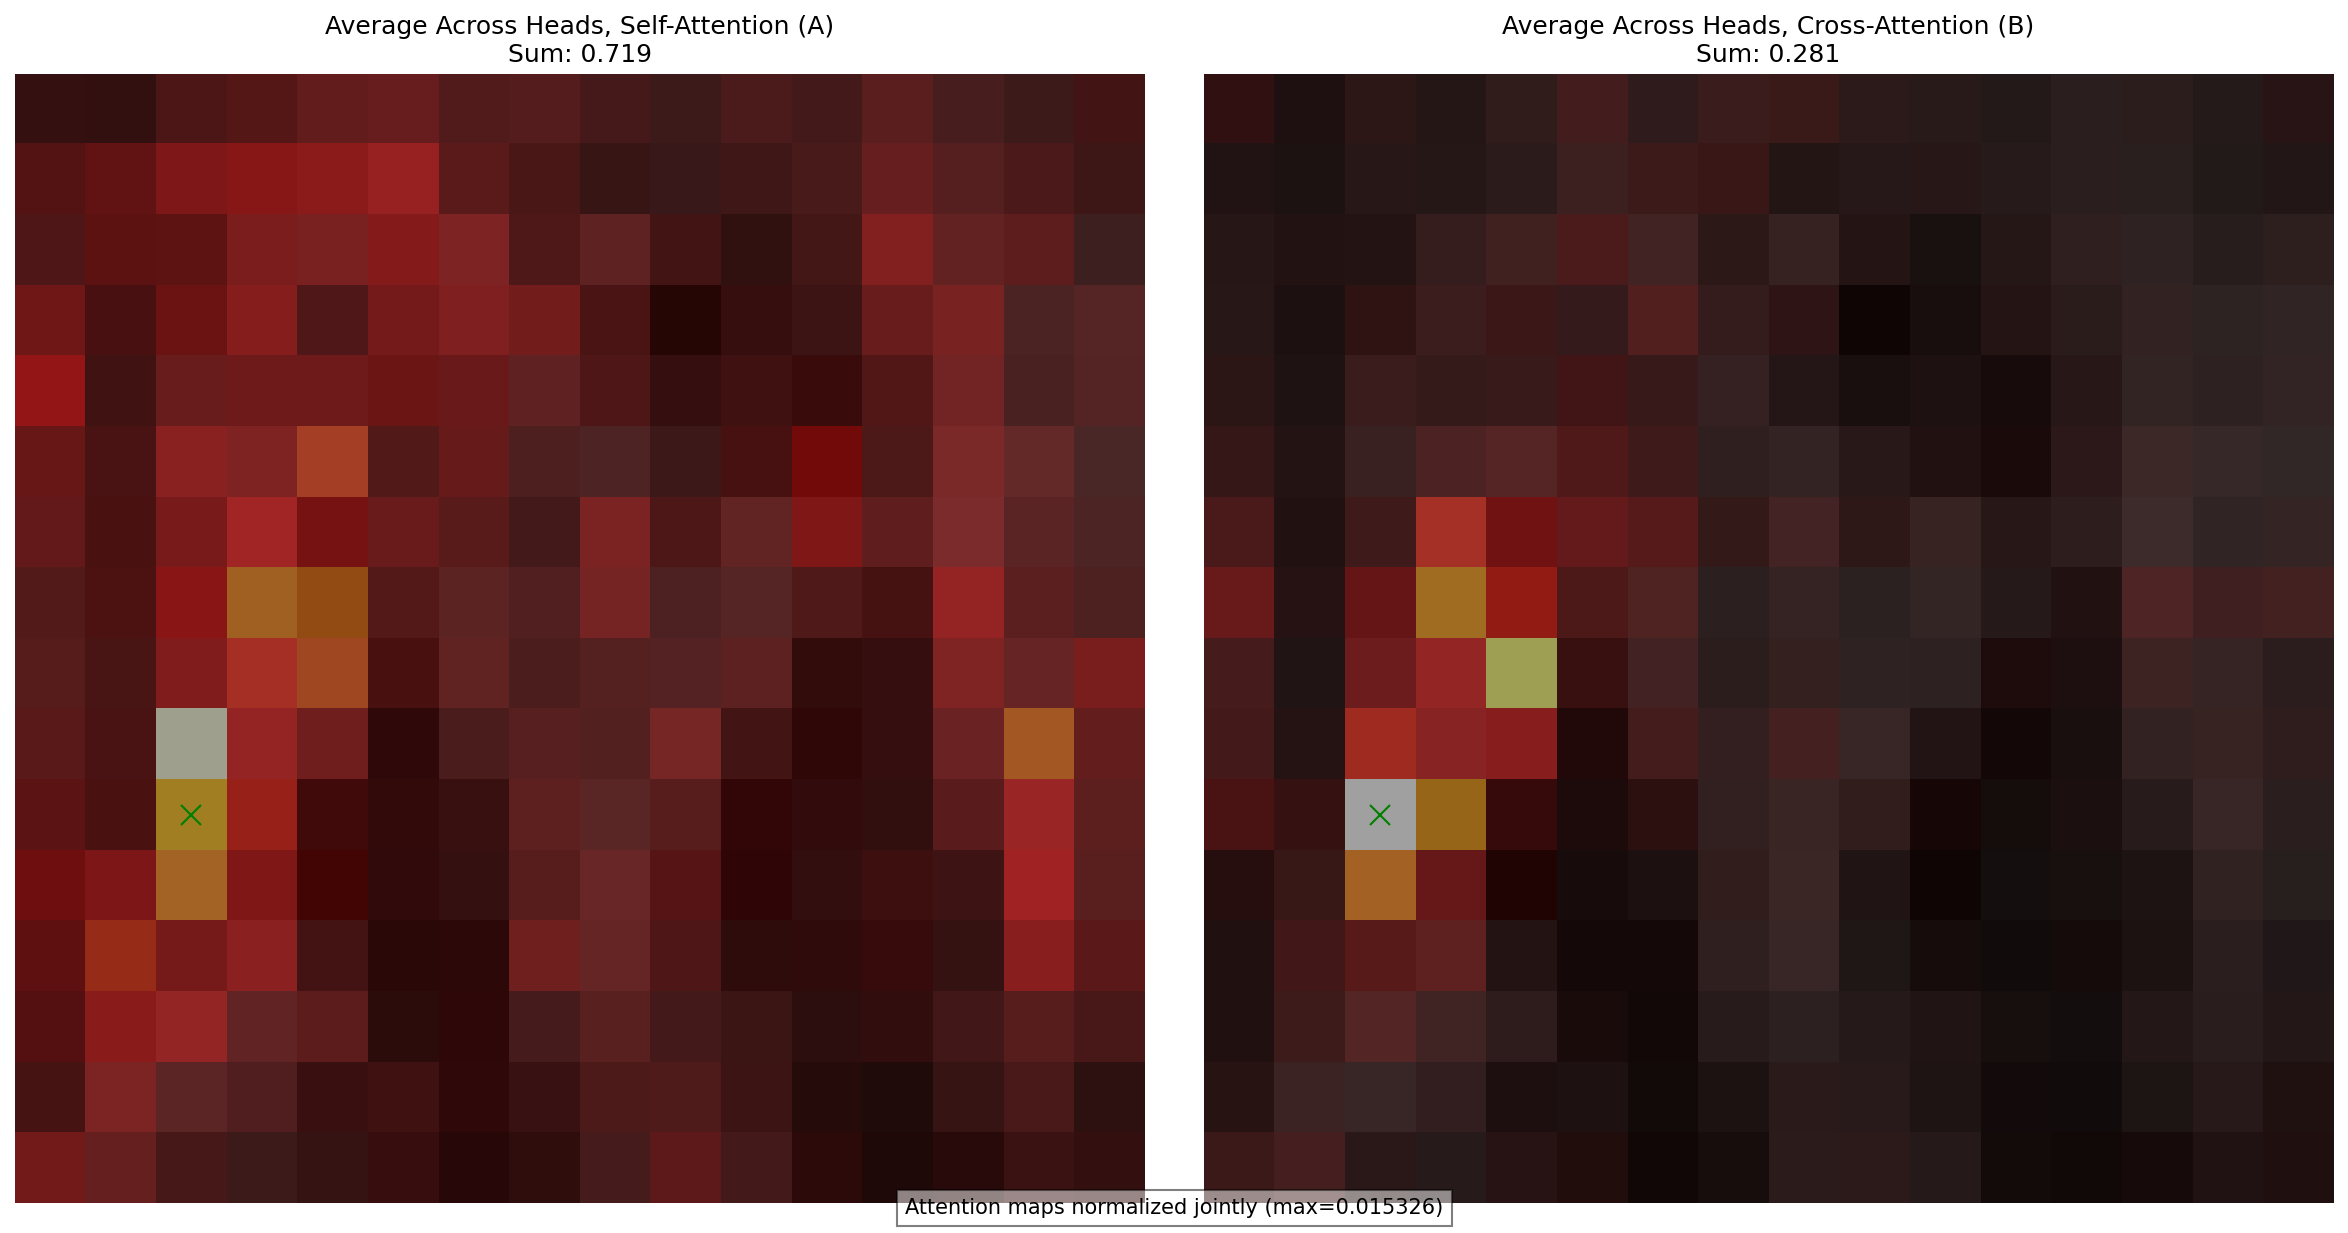 Average Across Heads, Self-Attention (A)
Sum: 0.719
Average Across Heads, Cross-Attention (B)
Sum: 0.281
Attention maps normalized jointly (max=0.015326)